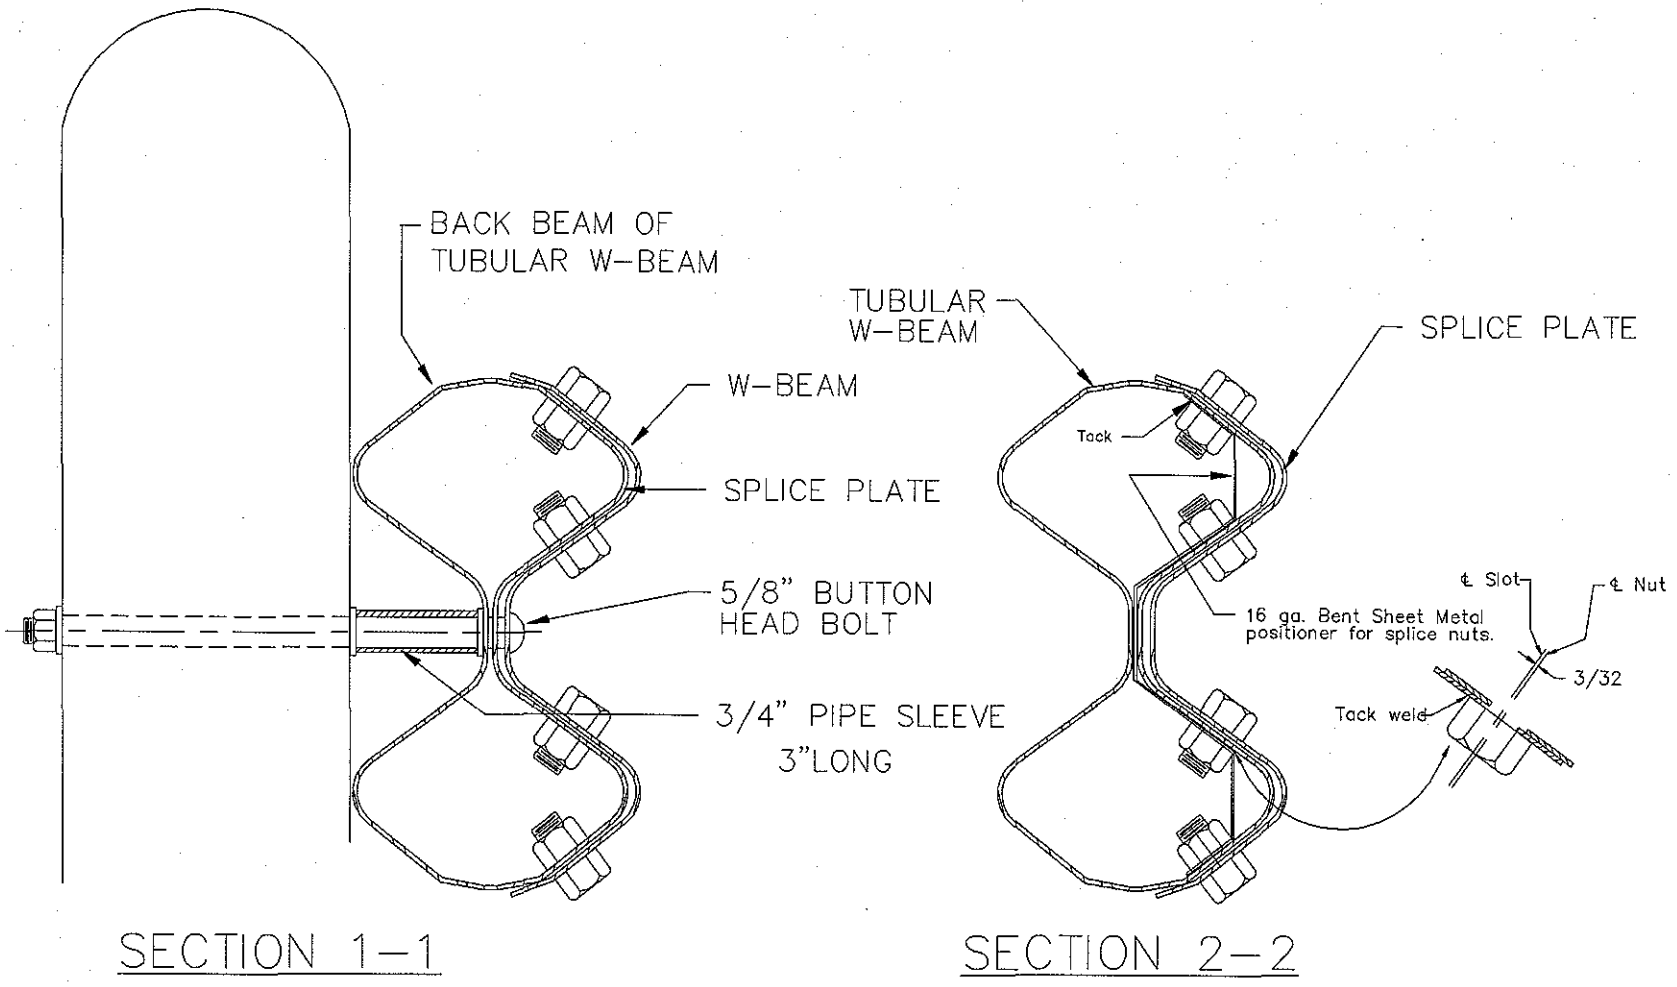 BACK BEAM OF
TUBULAR W-BEAM
W-BEAM
SPLICE PLATE
5/8" BUTTON
HEAD BOLT
3/4" PIPE SLEEVE
3"LONG
SECTION 1-1
TUBULAR
W-BEAM
SPLICE PLATE
Tack
16 ga. Bent Sheet Metal
positioner for splice nuts.
℄ Slot
℄ Nut
3/32
Tack weld
SECTION 2-2